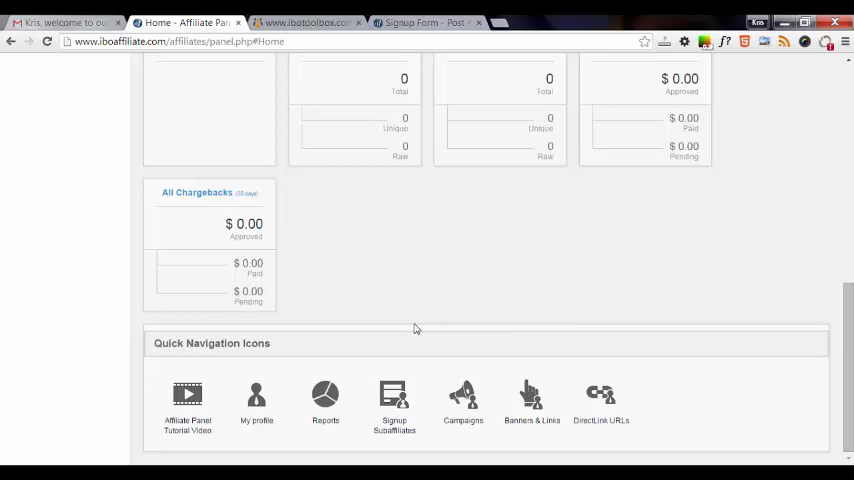 Kris, welcome to our
Home - Affiliate Pan
www.ibotoolbox.com
Signup Form - Post A
Kris
www.iboaffiliate.com/affiliates/panel.php#Home
f?
0
Total
0
Unique
0
Raw
0
Total
0
Unique
0
Raw
$ 0.00
Approved
$ 0.00
Paid
$ 0.00
Pending
All Chargebacks (30 days)
$ 0.00
Approved
$ 0.00
Paid
$ 0.00
Pending
Quick Navigation Icons
Affiliate Panel
Tutorial Video
My profile
Reports
Signup
Subaffiliates
Campaigns
Banners & Links
DirectLink URLs